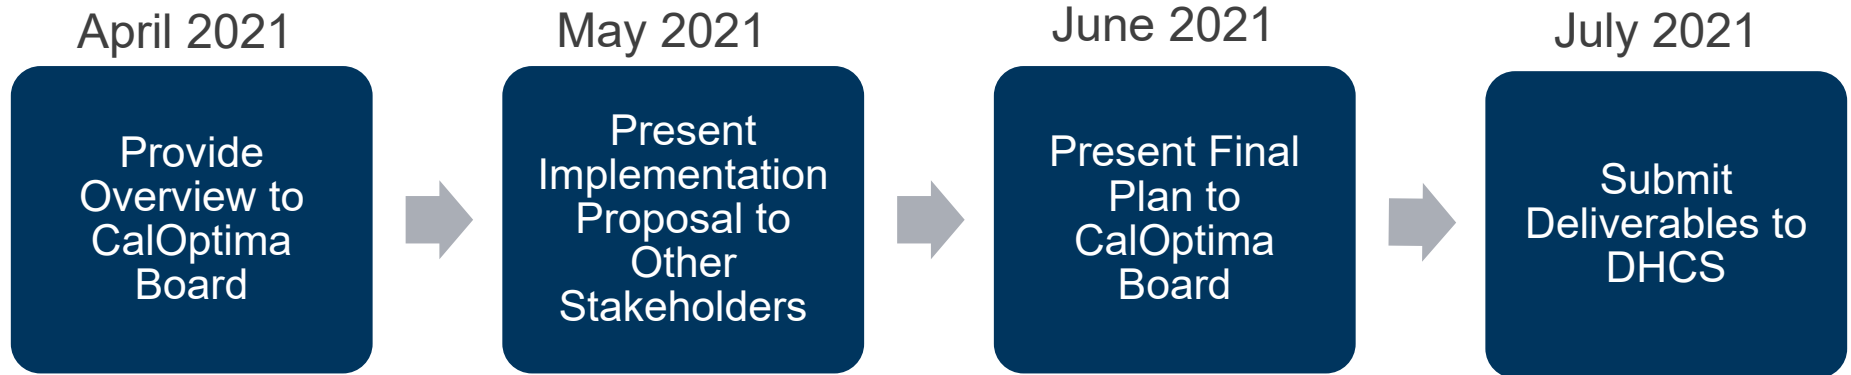 April 2021
Provide
Overview to
CalOptima
Board
May 2021
Present
Implementation
Proposal to
Other
Stakeholders
June 2021
Present Final
Plan to
CalOptima
Board
July 2021
Submit
Deliverables to
DHCS